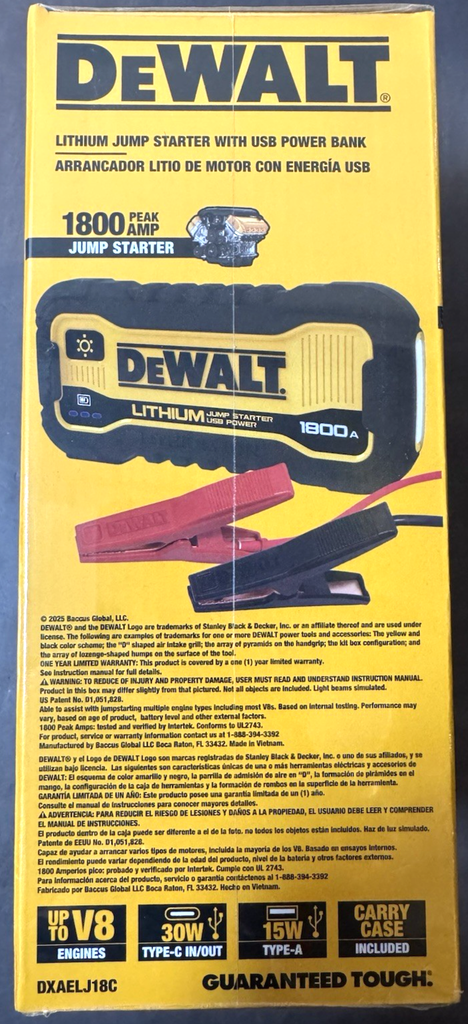 DEWALT®
LITHIUM JUMP STARTER WITH USB POWER BANK
ARRANCADOR LITIO DE MOTOR CON ENERGÍA USB
1800 PEAK AMP
JUMP STARTER
DEWALT.
LITHIUM JUMP STARTER USB POWER
1800 A
DEWALT
© 2025 Baccus Global, LLC.
DEWALT® and the DEWALT Logo are trademarks of Stanley Black & Decker, Inc. or an affiliate thereof and are used under
license. The following are examples of trademarks for one or more DEWALT power tools and accessories: The yellow and
black color scheme; the "D" shaped air intake grill; the array of pyramids on the handgrip; the kit box configuration; and
the array of lozenge-shaped humps on the surface of the tool.
ONE YEAR LIMITED WARRANTY: This product is covered by a one (1) year limited warranty.
See instruction manual for full details.
⚠ WARNING: TO REDUCE OF INJURY AND PROPERTY DAMAGE, USER MUST READ AND UNDERSTAND INSTRUCTION MANUAL.
Product in this box may differ slightly from that pictured. Not all objects are included. Light beams simulated.
US Patent No. D1,051,828.
Able to assist with jumpstarting multiple engine types including most V8s. Based on internal testing. Performance may
vary, based on age of product, battery level and other external factors.
1800 Peak Amps: tested and verified by Intertek. Conforms to UL2743.
For product, service or warranty information contact us at 1-888-394-3392
Manufactured by Baccus Global LLC Boca Raton, FL 33432. Made in Vietnam.
DEWALT® y el Logo de DEWALT Logo son marcas registradas de Stanley Black & Decker, Inc. o uno de sus afiliados, y se
utilizan bajo licencia. Las siguientes son características únicas de una o más herramientas eléctricas y accesorios de
DEWALT: El esquema de color amarillo y negro, la parrilla de admisión de aire en "D", la formación de pirámides en el
mango, la configuración de la caja de herramientas y la formación de rombos en la superficie de la herramienta.
GARANTÍA LIMITADA DE UN AÑO: Este producto posee una garantía limitada de un (1) año.
Consulte el manual de instrucciones para conocer mayores detalles.
⚠ ADVERTENCIA: PARA REDUCIR EL RIESGO DE LESIONES Y DAÑOS A LA PROPIEDAD, EL USUARIO DEBE LEER Y COMPRENDER
EL MANUAL DE INSTRUCCIONES.
El producto dentro de la caja puede ser diferente a el de la foto. no todos los objetos están incluidos. Haz de luz simulado.
Patente de EEUU No. D1,051,828.
Capaz de ayudar a arrancar varios tipos de motores, incluida la mayoría de los V8. Basado en ensayos internos.
El rendimiento puede variar dependiendo de la edad del producto, nivel de la batería y otros factores externos.
1800 Amperios pico: probado y verificado por Intertek. Cumple con UL 2743.
Para información acerca del producto, servicio o garantía contáctenos al 1-888-394-3392
Fabricado por Baccus Global LLC Boca Raton, FL 33432. Hecho en Vietnam.
UP TO V8
ENGINES
30W
TYPE-C IN/OUT
15W
TYPE-A
CARRY
CASE
INCLUDED
DXAELJ18C
GUARANTEED TOUGH®.